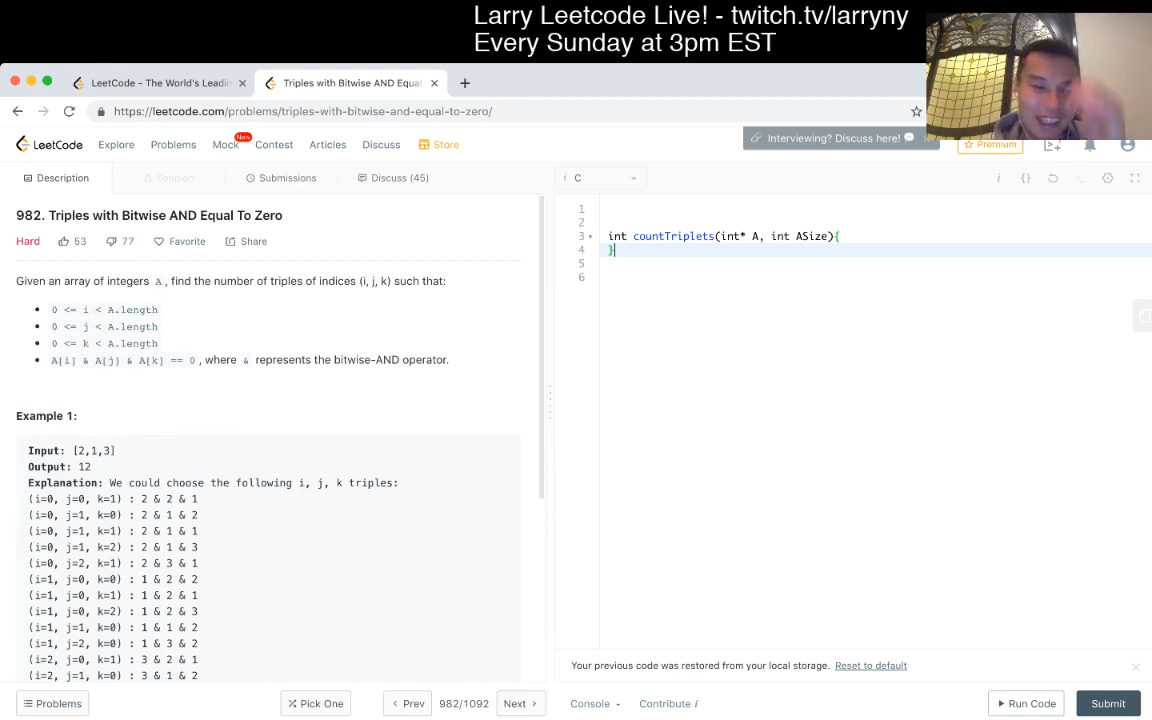 Larry Leetcode Live! - twitch.tv/larryny
Every Sunday at 3pm EST
LeetCode - The World's Leadin
Triples with Bitwise AND Equal
https://leetcode.com/problems/triples-with-bitwise-and-equal-to-zero/
LeetCode
Explore
Problems
Mock
New
Contest
Articles
Discuss
Store
Interviewing? Discuss here!
Premium
Description
Solution
Submissions
Discuss (45)
i C
982. Triples with Bitwise AND Equal To Zero
Hard
53
77
Favorite
Share
Given an array of integers A , find the number of triples of indices (i, j, k) such that:
0 <= i < A.length
0 <= j < A.length
0 <= k < A.length
A[i] & A[j] & A[k] == 0 , where & represents the bitwise-AND operator.
Example 1:
Input: [2,1,3]
Output: 12
Explanation: We could choose the following i, j, k triples:
(i=0, j=0, k=1) : 2 & 2 & 1
(i=0, j=1, k=0) : 2 & 1 & 2
(i=0, j=1, k=1) : 2 & 1 & 1
(i=0, j=1, k=2) : 2 & 1 & 3
(i=0, j=2, k=1) : 2 & 3 & 1
(i=1, j=0, k=0) : 1 & 2 & 2
(i=1, j=0, k=1) : 1 & 2 & 1
(i=1, j=0, k=2) : 1 & 2 & 3
(i=1, j=1, k=0) : 1 & 1 & 2
(i=1, j=2, k=0) : 1 & 3 & 2
(i=2, j=0, k=1) : 3 & 2 & 1
(i=2, j=1, k=0) : 3 & 1 & 2
1
2
3 int countTriplets(int* A, int ASize){
4 }
5
6
Your previous code was restored from your local storage. Reset to default
Problems
Pick One
< Prev
982/1092
Next >
Console
Contribute i
Run Code
Submit